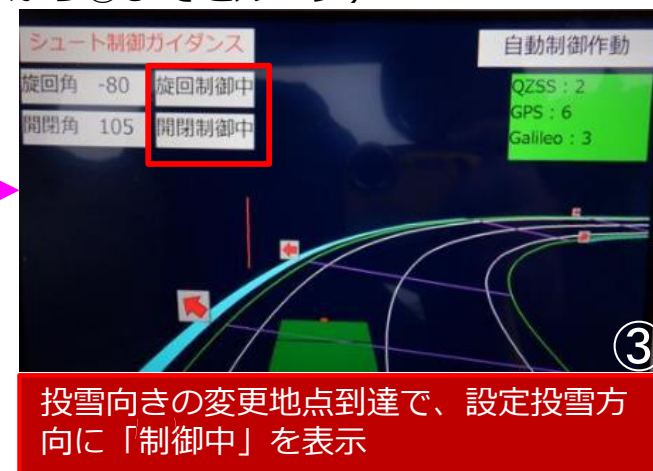 シュート制御ガイダンス
自動制御作動
旋回角 -80 旋回制御中
開閉角 105 開閉制御中
QZSS : 2
GPS : 6
Galileo : 3
③
投雪向きの変更地点到達で、設定投雪方
向に「制御中」を表示